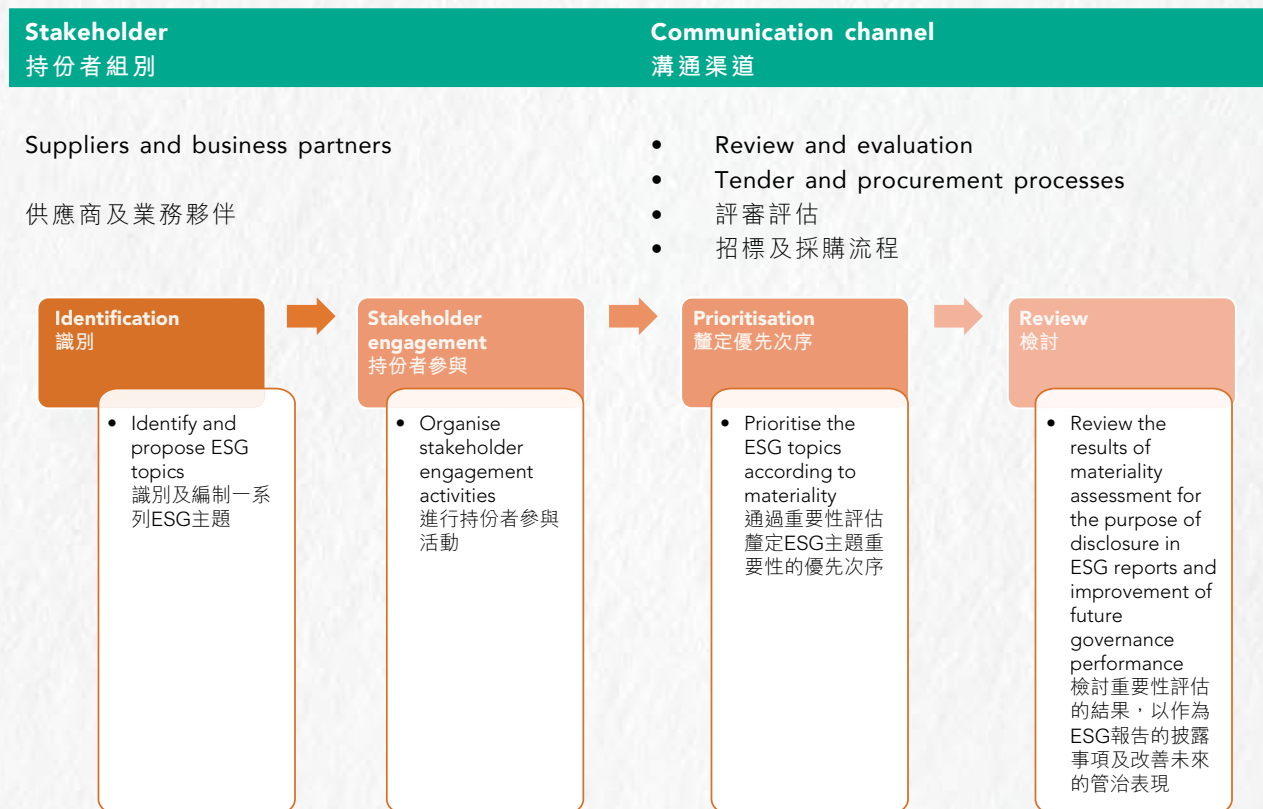 Stakeholder
持份者組別
Communication channel
溝通渠道
Suppliers and business partners
供應商及業務夥伴
• Review and evaluation
• Tender and procurement processes
• 評審評估
• 招標及採購流程
Identification
識別
• Identify and
propose ESG
topics
識別及編制一系
列ESG主題
Stakeholder
engagement
持份者參與
• Organise
stakeholder
engagement
activities
進行持份者參與
活動
Prioritisation
釐定優先次序
• Prioritise the
ESG topics
according to
materiality
通過重要性評估
釐定ESG主題重
要性的優先次序
Review
檢討
• Review the
results of
materiality
assessment for
the purpose of
disclosure in
ESG reports and
improvement of
future
governance
performance
檢討重要性評估
的結果，以作為
ESG報告的披露
事項及改善未來
的管治表現